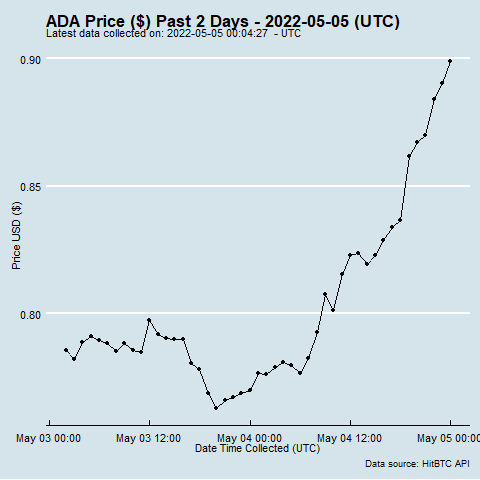 ADA Price ($) Past 2 Days - 2022-05-05 (UTC)
Latest data collected on: 2022-05-05 00:04:27 - UTC
0.90
0.85
0.80
Price USD ($)
May 03 00:00
May 03 12:00
May 04 00:00
May 04 12:00
May 05 00:00
Date Time Collected (UTC)
Data source: HitBTC API